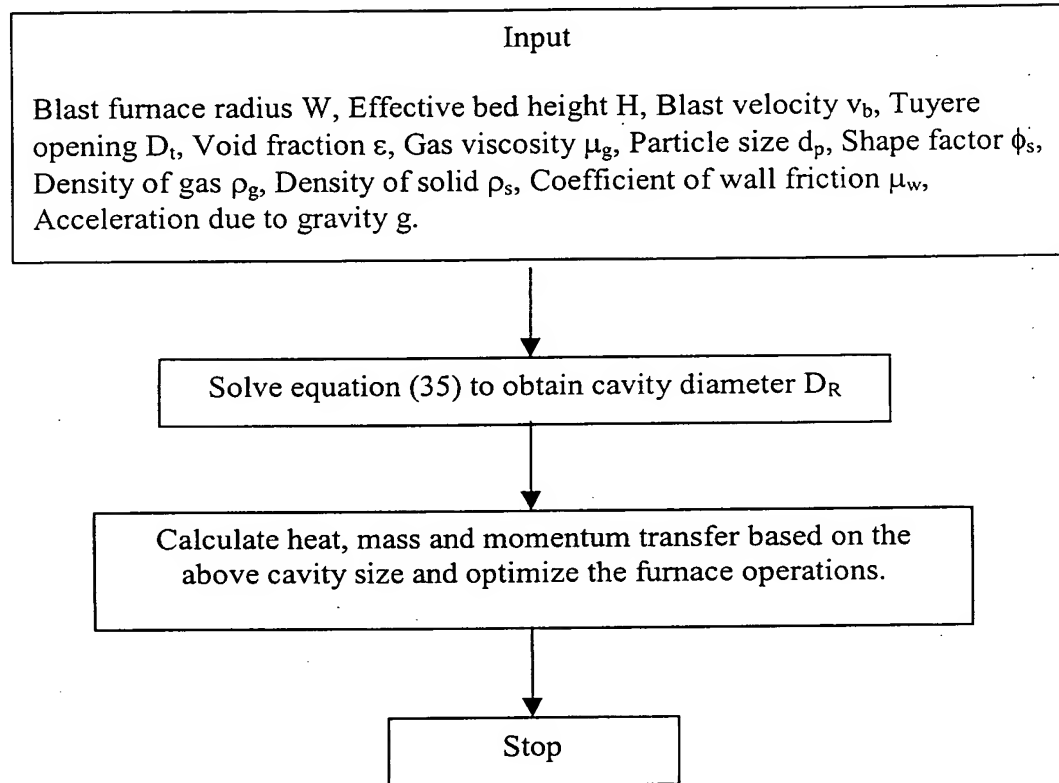 Input
Blast furnace radius W, Effective bed height H, Blast velocity v_b, Tuyere
opening D_t, Void fraction ε, Gas viscosity μ_g, Particle size d_p, Shape factor ϕ_s,
Density of gas ρ_g, Density of solid ρ_s, Coefficient of wall friction μ_w,
Acceleration due to gravity g.
Solve equation (35) to obtain cavity diameter D_R
Calculate heat, mass and momentum transfer based on the
above cavity size and optimize the furnace operations.
Stop